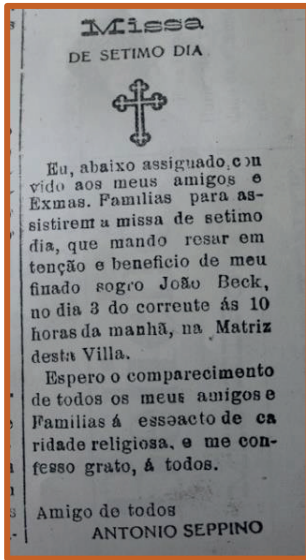 Missa
DE SETIMO DIA
Eu, abaixo assignado, con
vido aos meus amigos e
Exmas. Familias para as-
sistirem a missa de setimo
dia, que mando resar em
tenção e beneficio de meu
finado sogro João Beck,
no dia 3 do corrente ás 10
horas da manhã, na Matriz
desta Villa.
Espero o comparecimento
de todos os meus amigos e
Familias á esse acto de ca
ridade religiosa, e me con-
fesso grato, á todos.
Amigo de todos
ANTONIO SEPPINO